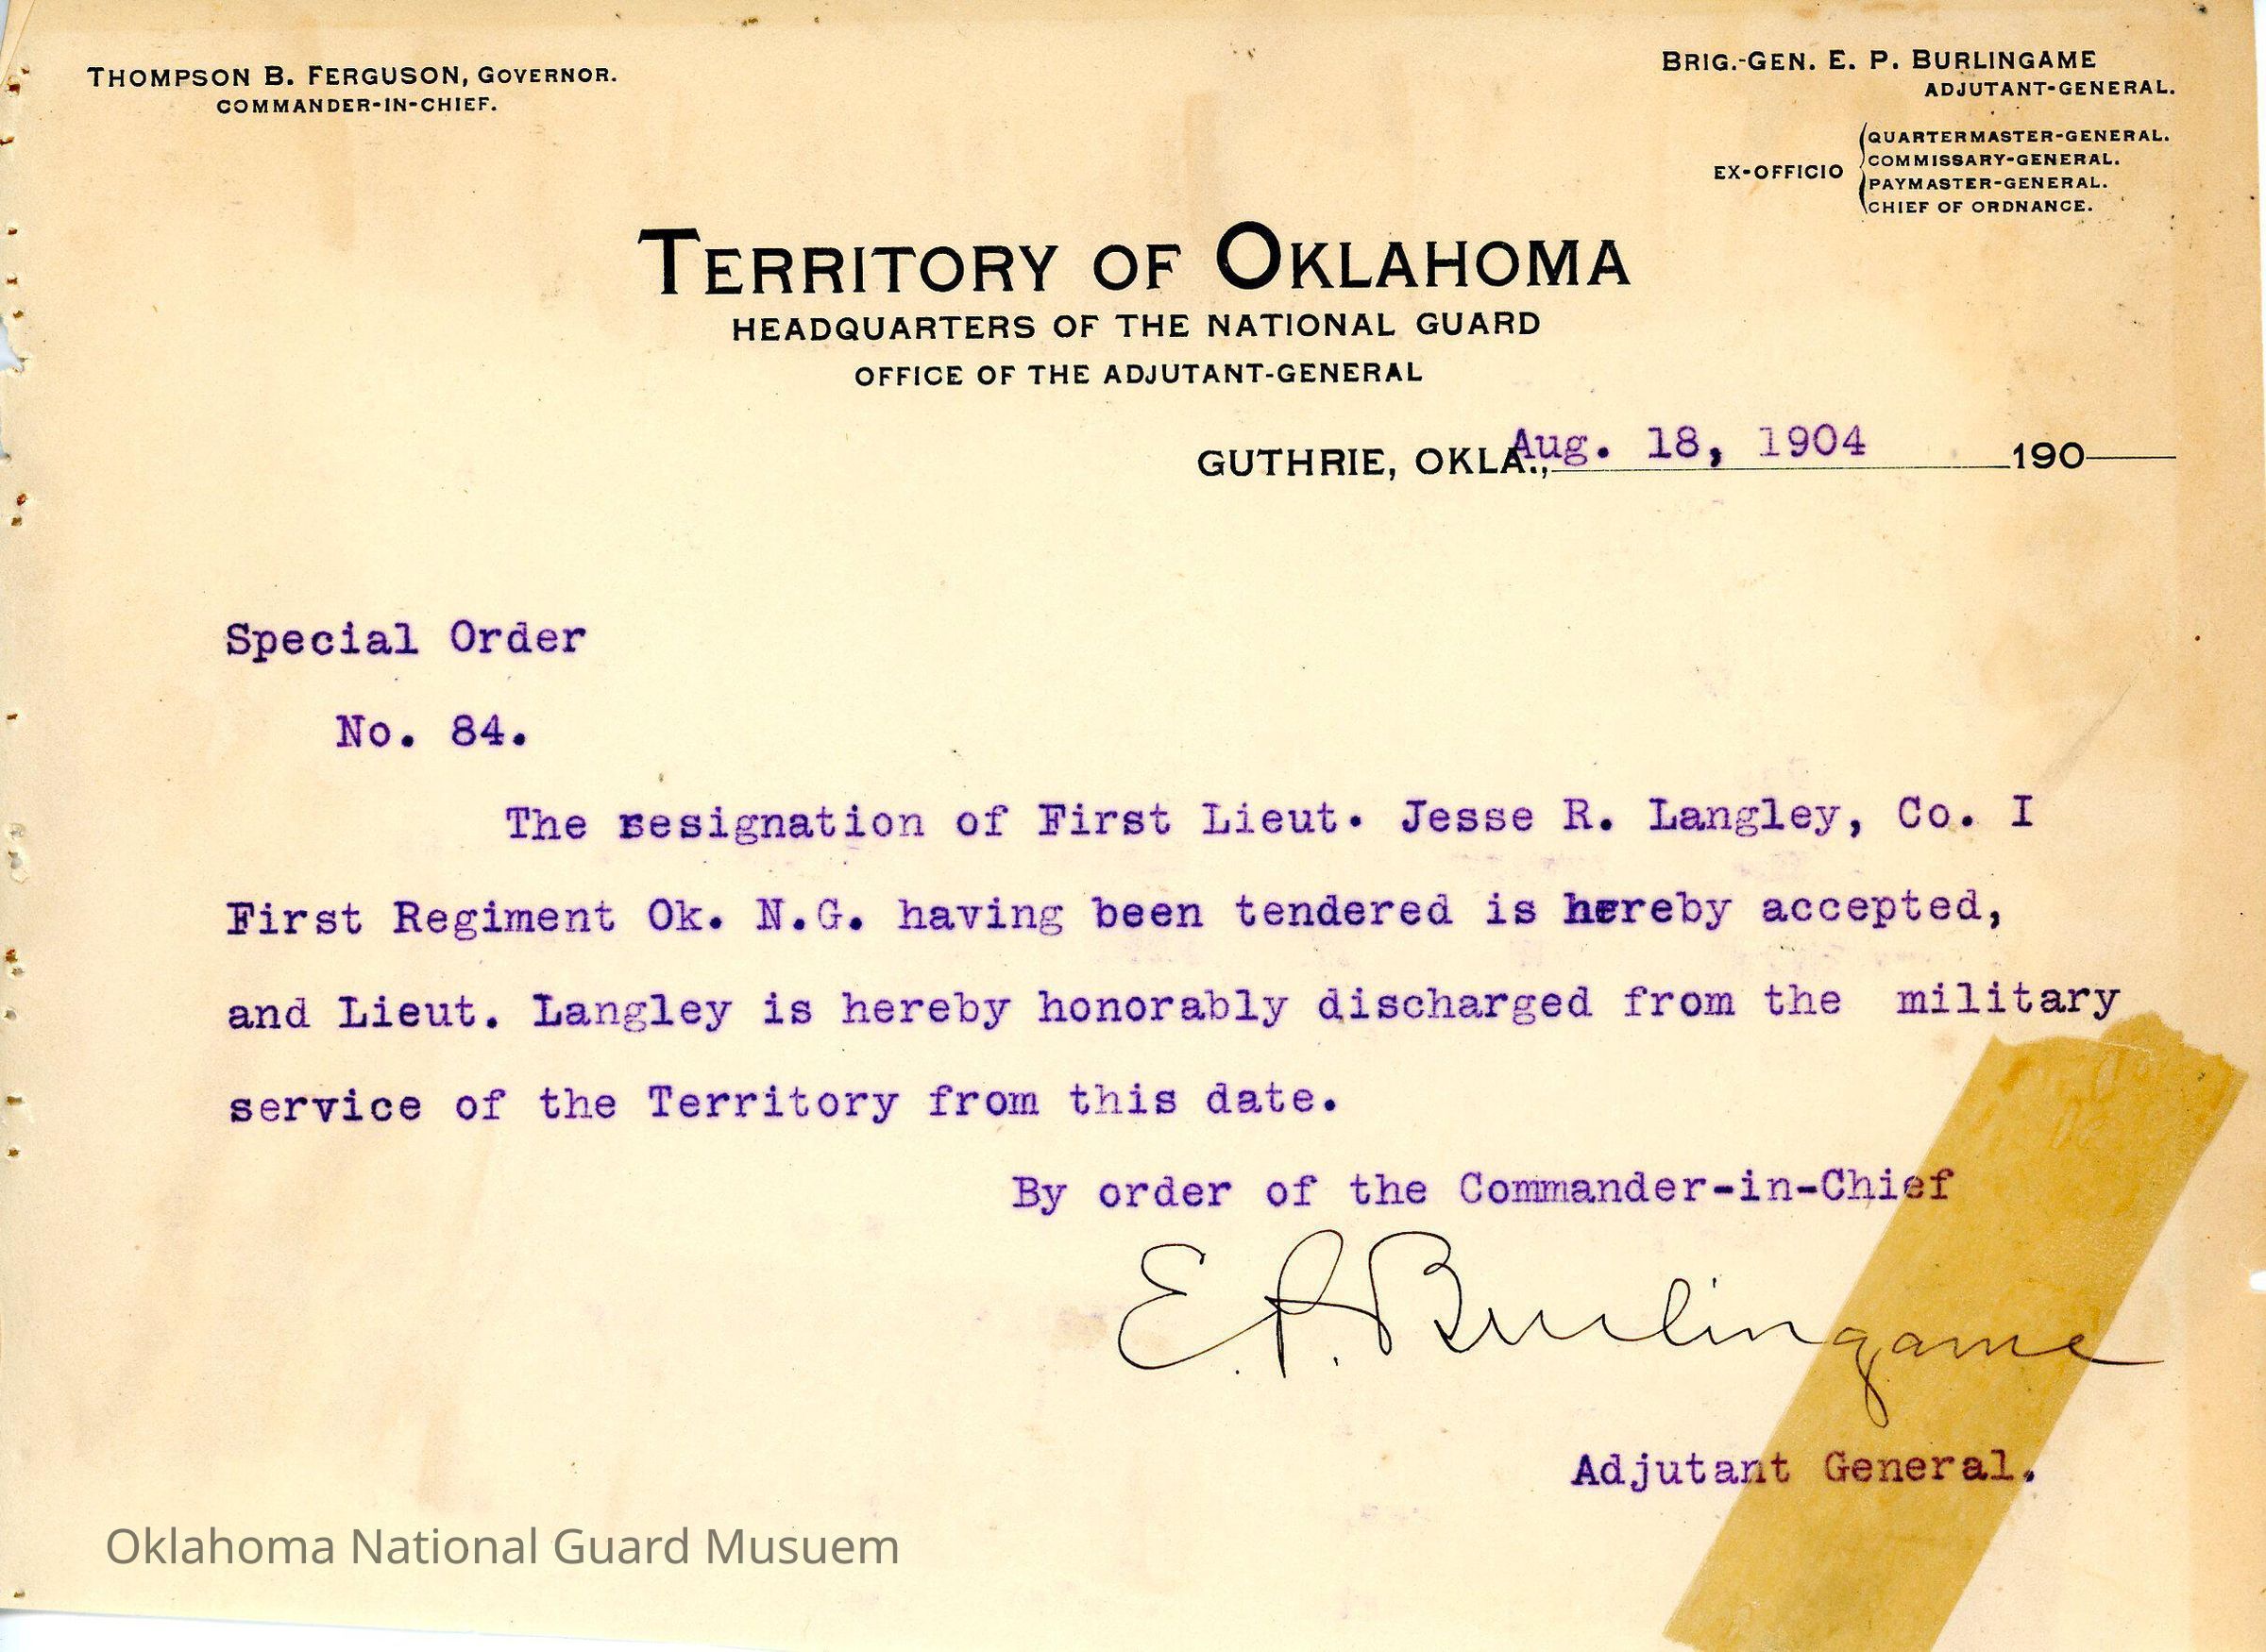 THOMPSON B. FERGUSON, GOVERNOR.
COMMANDER-IN-CHIEF.
BRIG.-GEN. E. P. BURLINGAME
ADJUTANT-GENERAL.
EX-OFFICIO
QUARTERMASTER-GENERAL.
COMMISSARY-GENERAL.
PAYMASTER-GENERAL.
CHIEF OF ORDNANCE.
TERRITORY OF OKLAHOMA
HEADQUARTERS OF THE NATIONAL GUARD
OFFICE OF THE ADJUTANT-GENERAL
GUTHRIE, OKLA., Aug. 18, 1904 190
Special Order
No. 84.
The resignation of First Lieut. Jesse R. Langley, Co. I
First Regiment Ok. N.G. having been tendered is hereby accepted,
and Lieut. Langley is hereby honorably discharged from the military
service of the Territory from this date.
By order of the Commander-in-Chief
E. P. Burlingame
Adjutant General.
Oklahoma National Guard Musuem